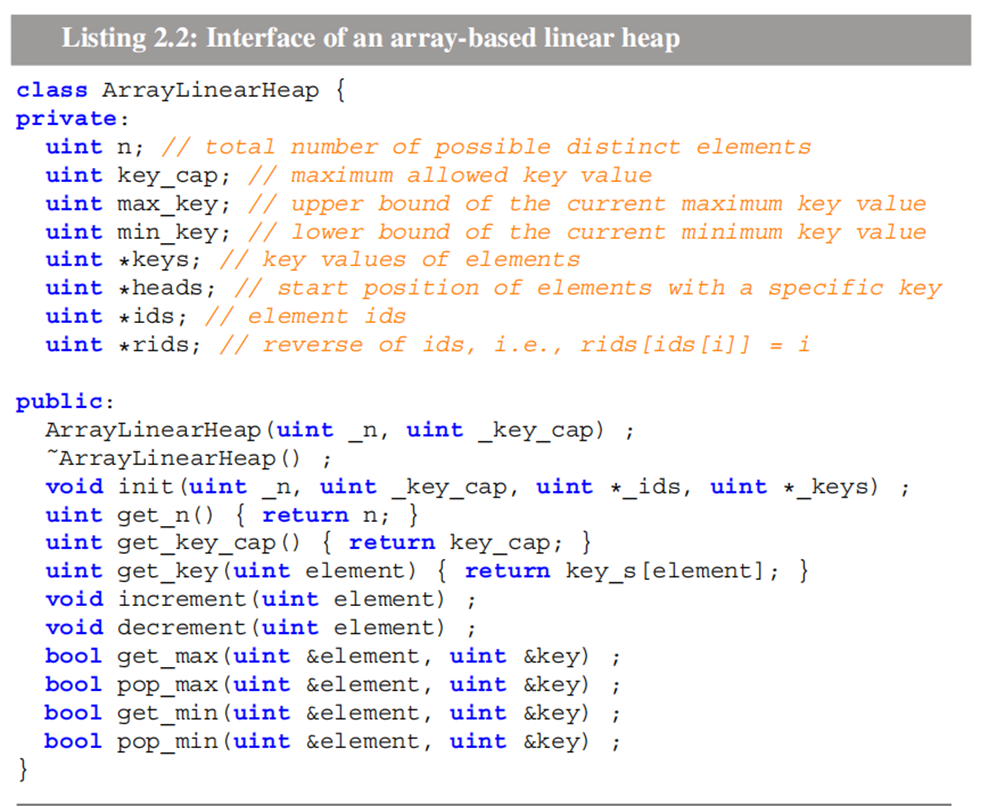 Listing 2.2: Interface of an array-based linear heap
class ArrayLinearHeap {
private:
uint n; // total number of possible distinct elements
uint key_cap; // maximum allowed key value
uint max_key; // upper bound of the current maximum key value
uint min_key; // lower bound of the current minimum key value
uint *keys; // key values of elements
uint *heads; // start position of elements with a specific key
uint *ids; // element ids
uint *rids; // reverse of ids, i.e., rids[ids[i]] = i
public:
ArrayLinearHeap(uint _n, uint _key_cap) ;
~ArrayLinearHeap() ;
void init(uint _n, uint _key_cap, uint *_ids, uint *_keys) ;
uint get_n() { return n; }
uint get_key_cap() { return key_cap; }
uint get_key(uint element) { return key_s[element]; }
void increment(uint element) ;
void decrement(uint element) ;
bool get_max(uint &element, uint &key) ;
bool pop_max(uint &element, uint &key) ;
bool get_min(uint &element, uint &key) ;
bool pop_min(uint &element, uint &key) ;
}